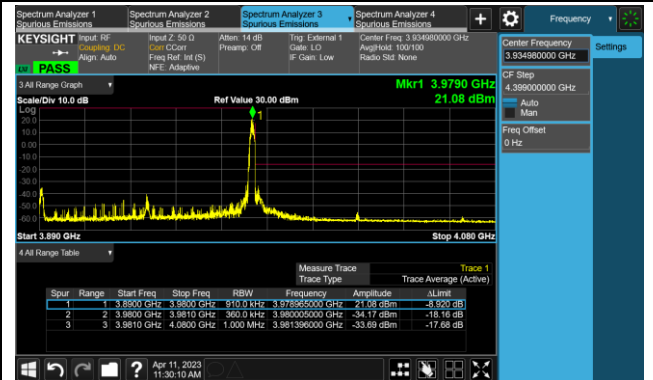 Spectrum Analyzer 1 Spectrum Analyzer 2 Spectrum Analyzer 3 Spectrum Analyzer 4 + Frequency
Spurious Emissions Spurious Emissions Spurious Emissions Spurious Emissions
KEYSIGHT Input: RF Input Z: 50 Ω Atten: 14 dB Trig: External 1 Center Freq: 3.934980000 GHz
Coupling: DC Corr CCorr Preamp: Off Gate: LO Avg|Hold: 100/100
Align: Auto Freq Ref: Int (S) IF Gain: Low Radio Std: None
NFE: Adaptive
PASS
Center Frequency
3.934980000 GHz
Settings
CF Step
4.399000000 GHz
Auto
Man
Freq Offset
0 Hz
3 All Range Graph Mkr1 3.9790 GHz
Scale/Div 10.0 dB Ref Value 30.00 dBm 21.08 dBm
Log
20.0
10.0
0.00
-10.0
-20.0
-30.0
-40.0
-50.0
-60.0
1
Start 3.890 GHz Stop 4.080 GHz
4 All Range Table
Measure Trace Trace 1
Trace Type Trace Average (Active)
Spur Range Start Freq Stop Freq RBW Frequency Amplitude ΔLimit
1 1 3.8900 GHz 3.9800 GHz 910.0 kHz 3.978965000 GHz 21.08 dBm -8.920 dB
2 2 3.9800 GHz 3.9810 GHz 360.0 kHz 3.980005000 GHz -34.17 dBm -18.16 dB
3 3 3.9810 GHz 4.0800 GHz 1.000 MHz 3.981396000 GHz -33.69 dBm -17.68 dB
? Apr 11, 2023
11:30:10 AM